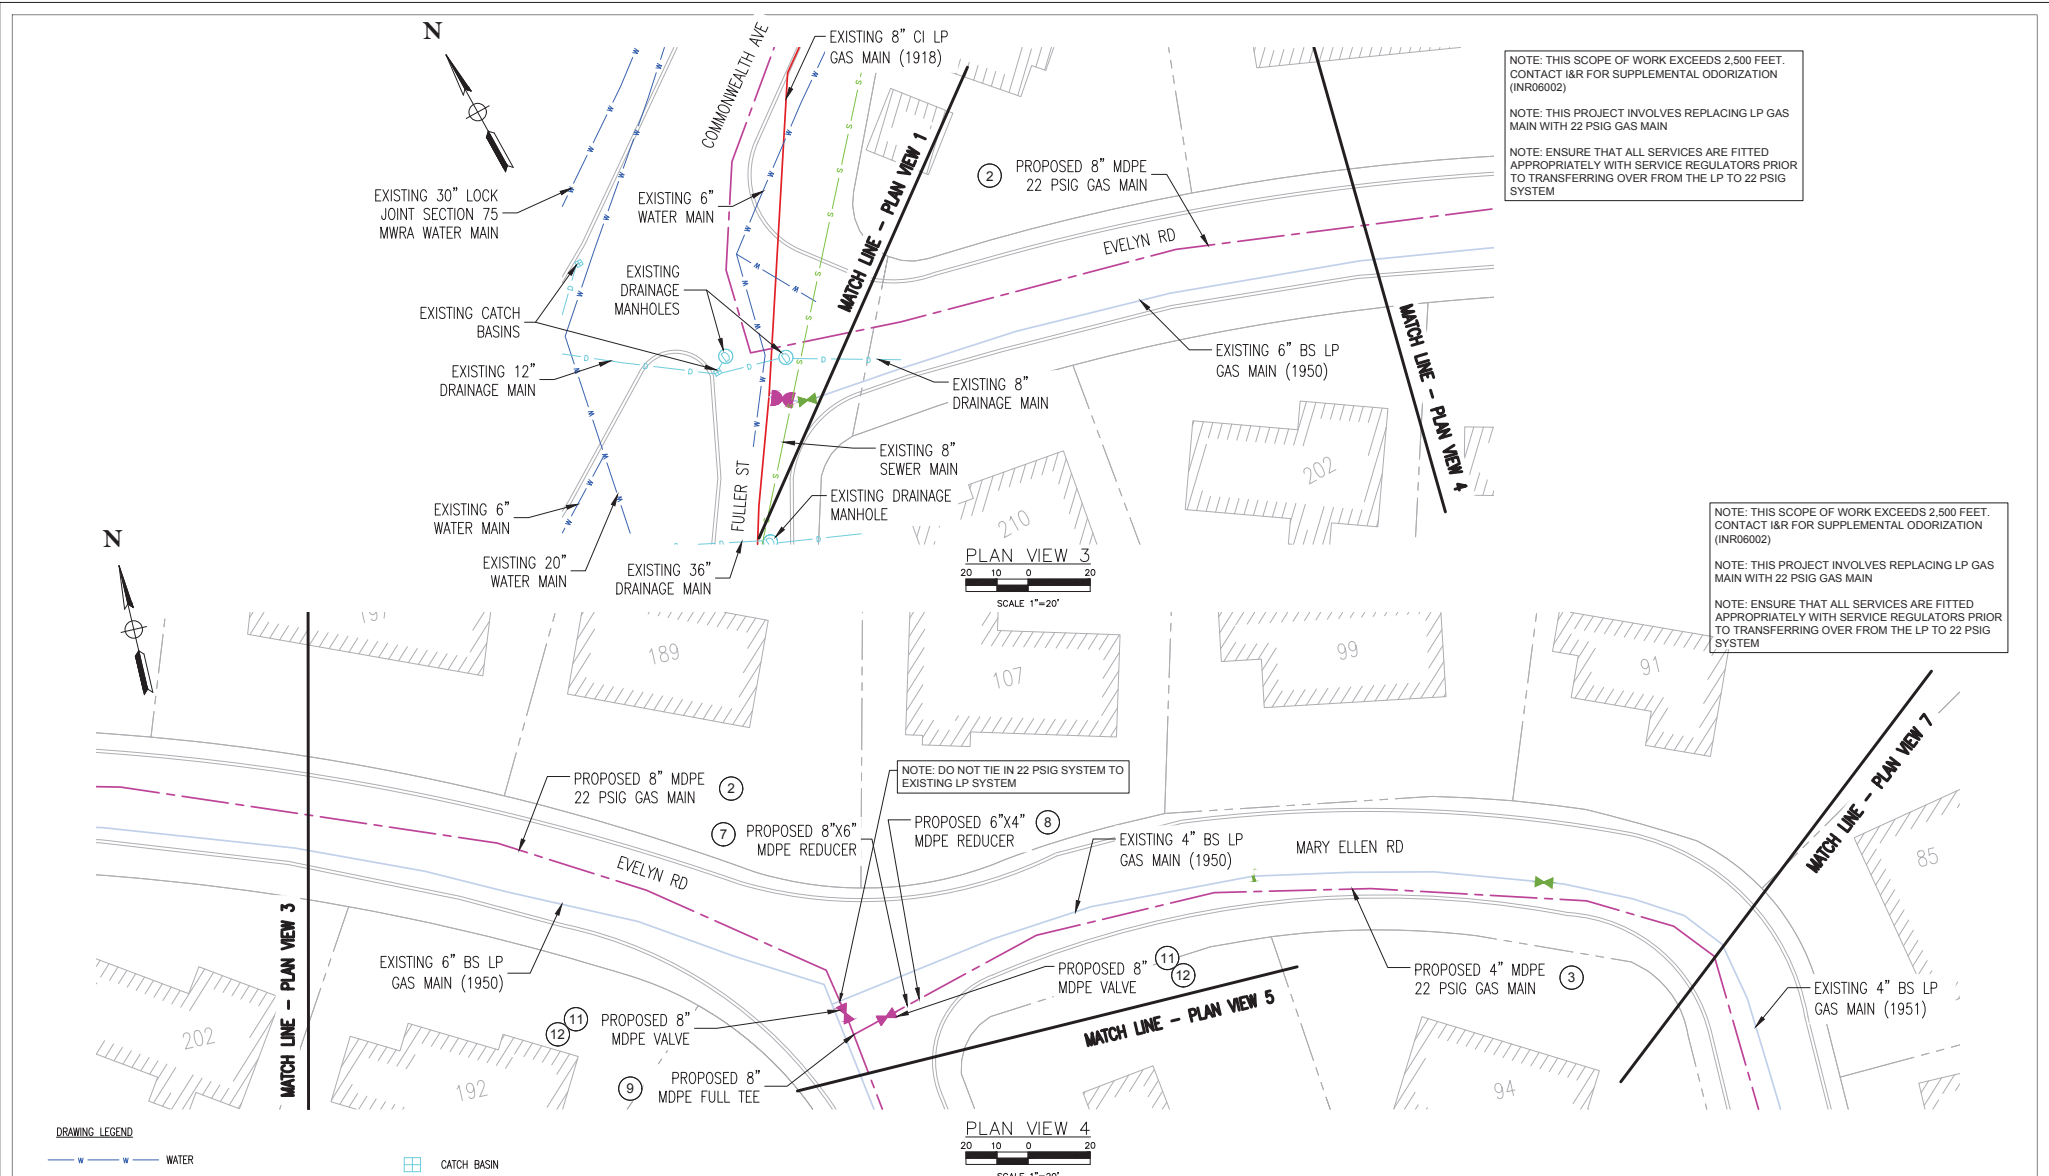 N
COMMONWEALTH AVE
EXISTING 8" CI LP
GAS MAIN (1918)
NOTE: THIS SCOPE OF WORK EXCEEDS 2,500 FEET.
CONTACT I&R FOR SUPPLEMENTAL ODORIZATION
(INR06002)
NOTE: THIS PROJECT INVOLVES REPLACING LP GAS
MAIN WITH 22 PSIG GAS MAIN
NOTE: ENSURE THAT ALL SERVICES ARE FITTED
APPROPRIATELY WITH SERVICE REGULATORS PRIOR
TO TRANSFERRING OVER FROM THE LP TO 22 PSIG
SYSTEM
MATCH LINE - PLAN VIEW 1
2
PROPOSED 8" MDPE
22 PSIG GAS MAIN
EXISTING 30" LOCK
JOINT SECTION 75
MWRA WATER MAIN
EXISTING 6"
WATER MAIN
EVELYN RD
EXISTING
DRAINAGE
MANHOLES
EXISTING CATCH
BASINS
MATCH LINE - PLAN VIEW 4
EXISTING 6" BS LP
GAS MAIN (1950)
EXISTING 12"
DRAINAGE MAIN
EXISTING 8"
DRAINAGE MAIN
EXISTING 8"
SEWER MAIN
202
EXISTING DRAINAGE
MANHOLE
210
FULLER ST
EXISTING 6"
WATER MAIN
EXISTING 20"
WATER MAIN
EXISTING 36"
DRAINAGE MAIN
PLAN VIEW 3
20 10 0 20
SCALE 1"=20'
NOTE: THIS SCOPE OF WORK EXCEEDS 2,500 FEET.
CONTACT I&R FOR SUPPLEMENTAL ODORIZATION
(INR06002)
NOTE: THIS PROJECT INVOLVES REPLACING LP GAS
MAIN WITH 22 PSIG GAS MAIN
NOTE: ENSURE THAT ALL SERVICES ARE FITTED
APPROPRIATELY WITH SERVICE REGULATORS PRIOR
TO TRANSFERRING OVER FROM THE LP TO 22 PSIG
SYSTEM
N
197
189
107
99
91
MATCH LINE - PLAN VIEW 7
85
PROPOSED 8" MDPE
22 PSIG GAS MAIN
2
NOTE: DO NOT TIE IN 22 PSIG SYSTEM TO
EXISTING LP SYSTEM
7
PROPOSED 8"X6"
MDPE REDUCER
PROPOSED 6"X4"
MDPE REDUCER
8
EXISTING 4" BS LP
GAS MAIN (1950)
MARY ELLEN RD
EVELYN RD
MATCH LINE - PLAN VIEW 3
EXISTING 6" BS LP
GAS MAIN (1950)
PROPOSED 8"
MDPE VALVE
11
12
PROPOSED 4" MDPE
22 PSIG GAS MAIN
3
EXISTING 4" BS LP
GAS MAIN (1951)
MATCH LINE - PLAN VIEW 5
11
12
PROPOSED 8"
MDPE VALVE
9
PROPOSED 8"
MDPE FULL TEE
202
192
94
PLAN VIEW 4
20 10 0 20
SCALE 1"=20'
DRAWING LEGEND
W W WATER
CATCH BASIN